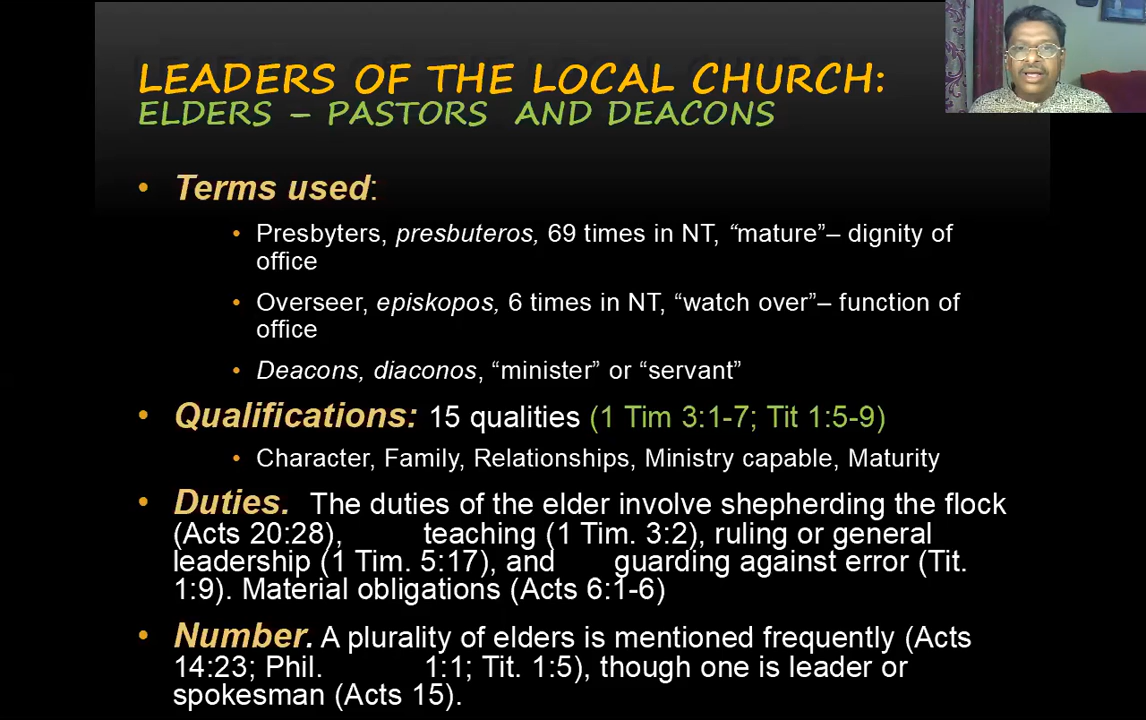 LEADERS OF THE LOCAL CHURCH:
ELDERS – PASTORS AND DEACONS
• Terms used:
• Presbyters, presbuteros, 69 times in NT, “mature”– dignity of
office
• Overseer, episkopos, 6 times in NT, “watch over”– function of
office
• Deacons, diaconos, “minister” or “servant”
• Qualifications: 15 qualities (1 Tim 3:1-7; Tit 1:5-9)
• Character, Family, Relationships, Ministry capable, Maturity
• Duties. The duties of the elder involve shepherding the flock
(Acts 20:28), teaching (1 Tim. 3:2), ruling or general
leadership (1 Tim. 5:17), and guarding against error (Tit.
1:9). Material obligations (Acts 6:1-6)
• Number. A plurality of elders is mentioned frequently (Acts
14:23; Phil. 1:1; Tit. 1:5), though one is leader or
spokesman (Acts 15).